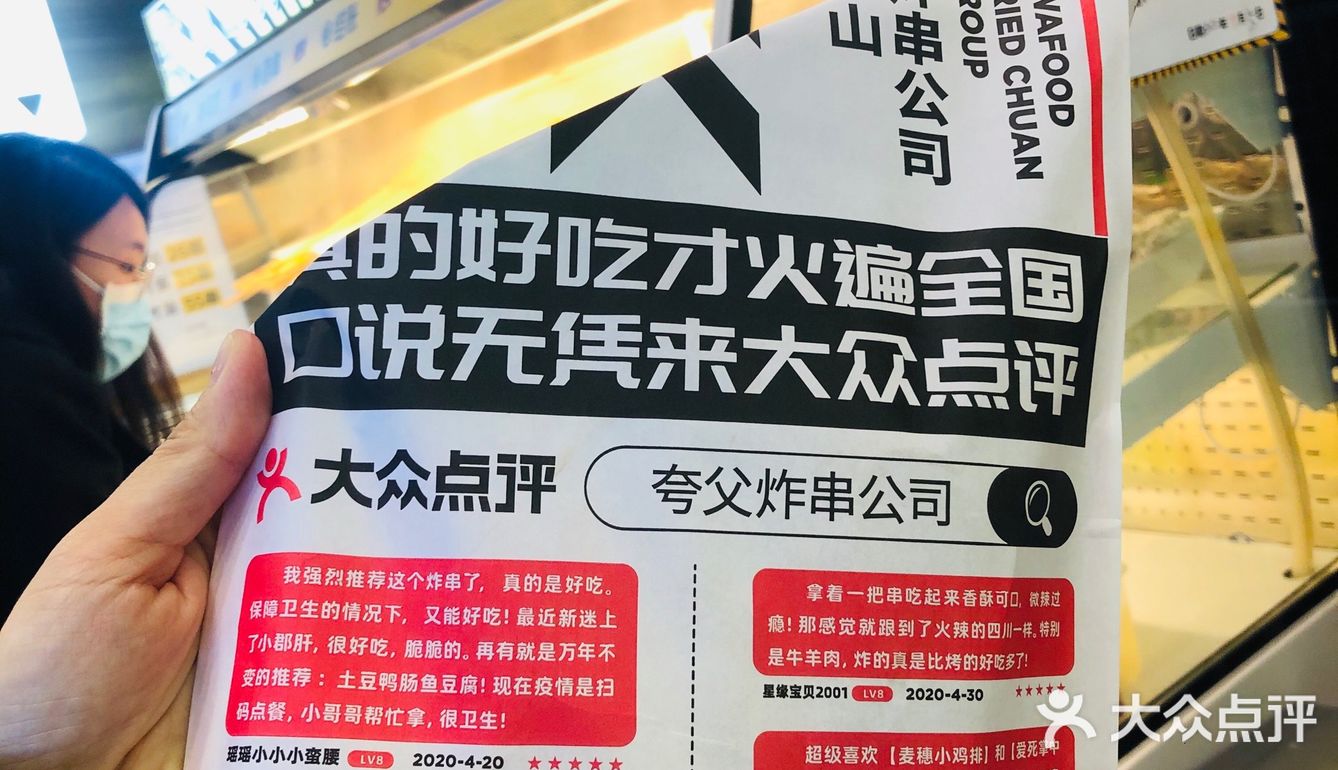 炸串公司
山
WAFOOD
RIED CHUAN
ROUP
真的好吃才火遍全国
口说无凭来大众点评
大众点评
夸父炸串公司
我强烈推荐这个炸串了，真的是好吃。
保障卫生的情况下，又能好吃！最近新迷上
了小郡肝，很好吃，脆脆的。再有就是万年不
变的推荐：土豆鸭肠鱼豆腐！现在疫情是扫
码点餐，小哥哥帮忙拿，很卫生！
瑶瑶小小小蛮腰 LV8 2020-4-20
拿着一把串吃起来香酥可口，微辣过
瘾！那感觉就跟到了火辣的四川一样。特别
是牛羊肉，炸的真是比烤的好吃多了！
星缘宝贝2001 LV8 2020-4-30
超级喜欢【麦穗小鸡排】和【爱死掌中
大众点评